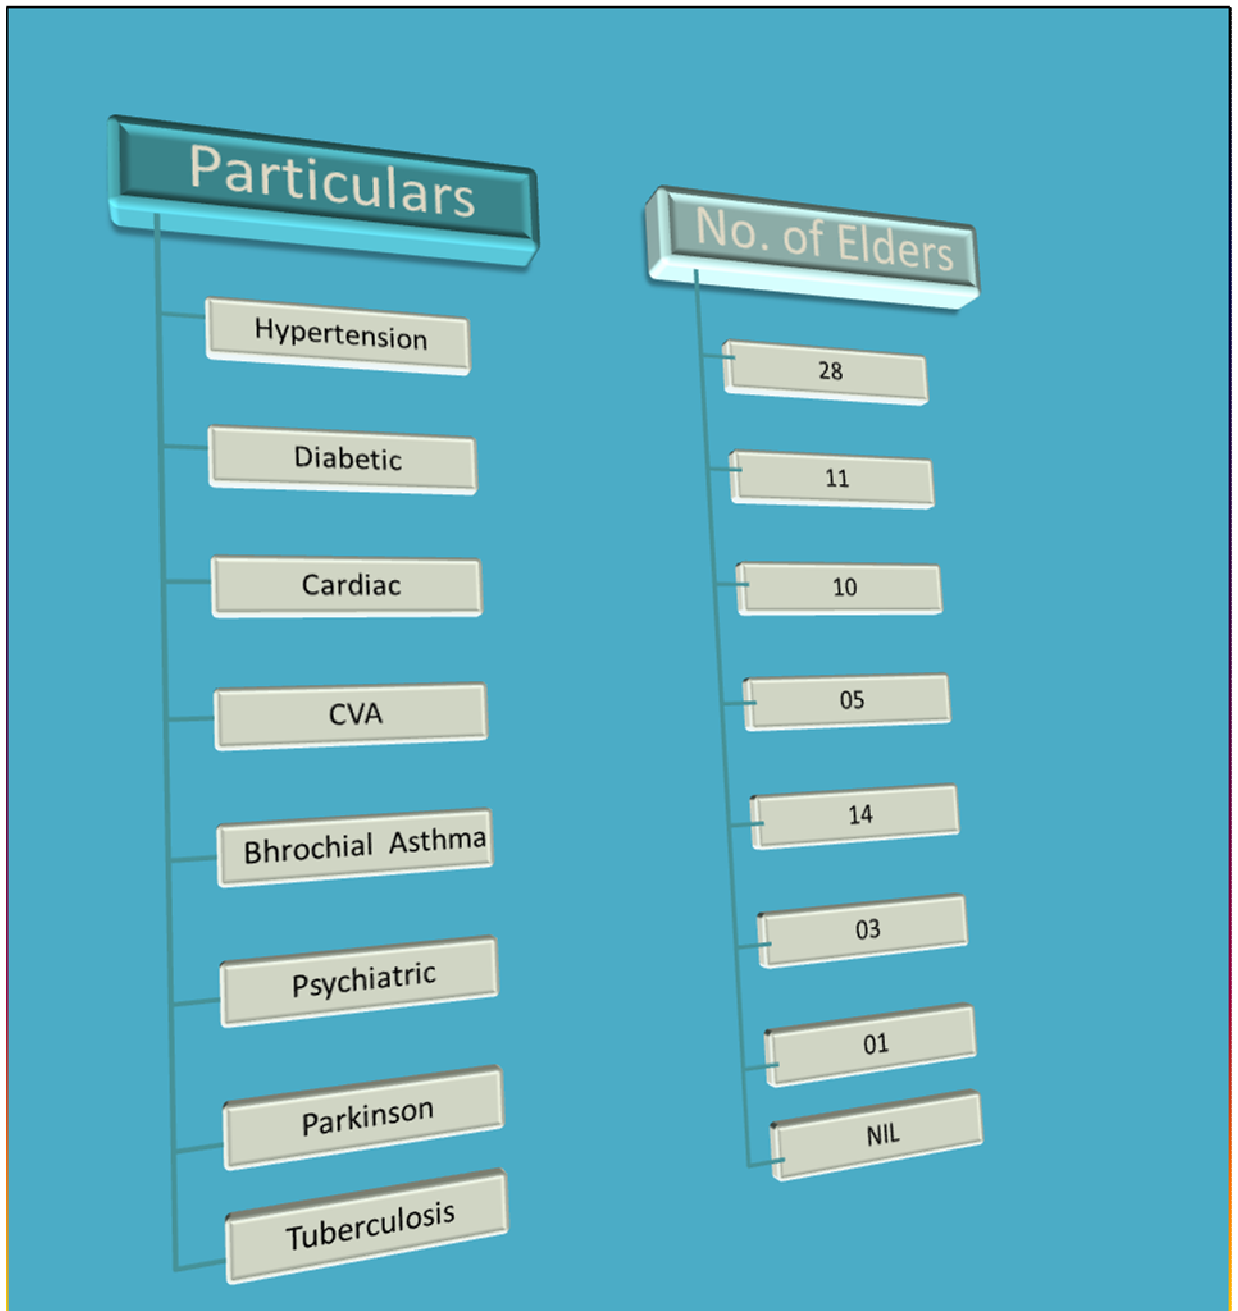 Particulars
No. of Elders
Hypertension
28
Diabetic
11
Cardiac
10
CVA
05
Bhrochial Asthma
14
Psychiatric
03
Parkinson
01
Tuberculosis
NIL